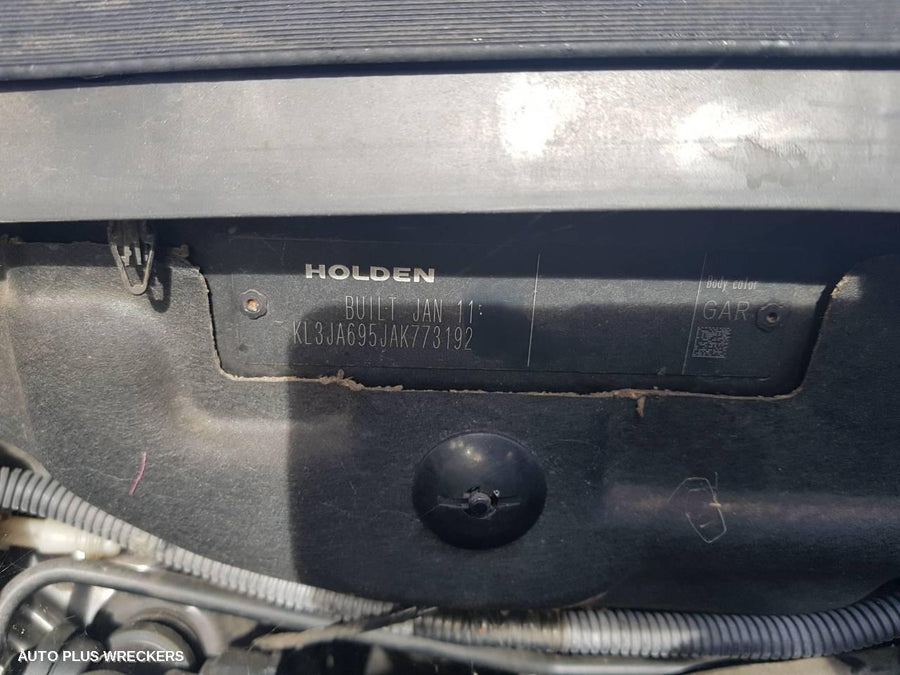 HOLDEN
BUILT JAN 11:
KL3JA695JAK773192
Body color
GAR
AUTO PLUS WRECKERS